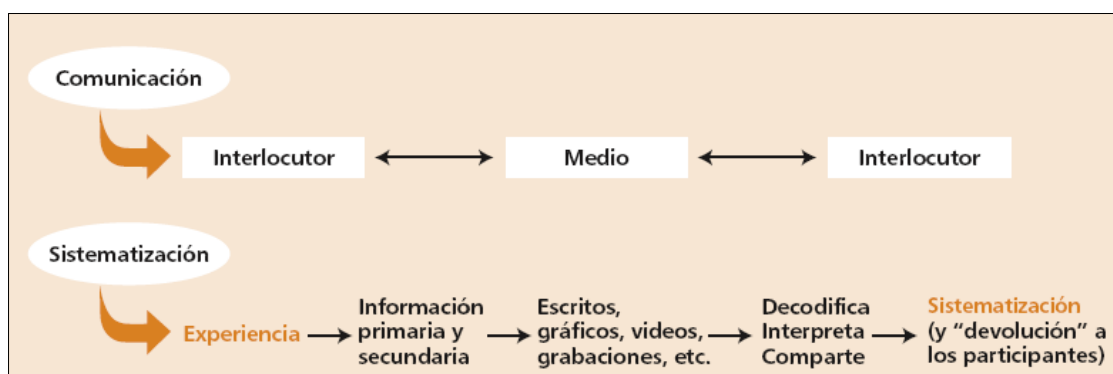 Comunicación
Interlocutor
Medio
Interlocutor
Sistematización
Experiencia
Información
primaria y
secundaria
Escritos,
gráficos, videos,
grabaciones, etc.
Decodifica
Interpreta
Comparte
Sistematización
(y “devolución” a
los participantes)